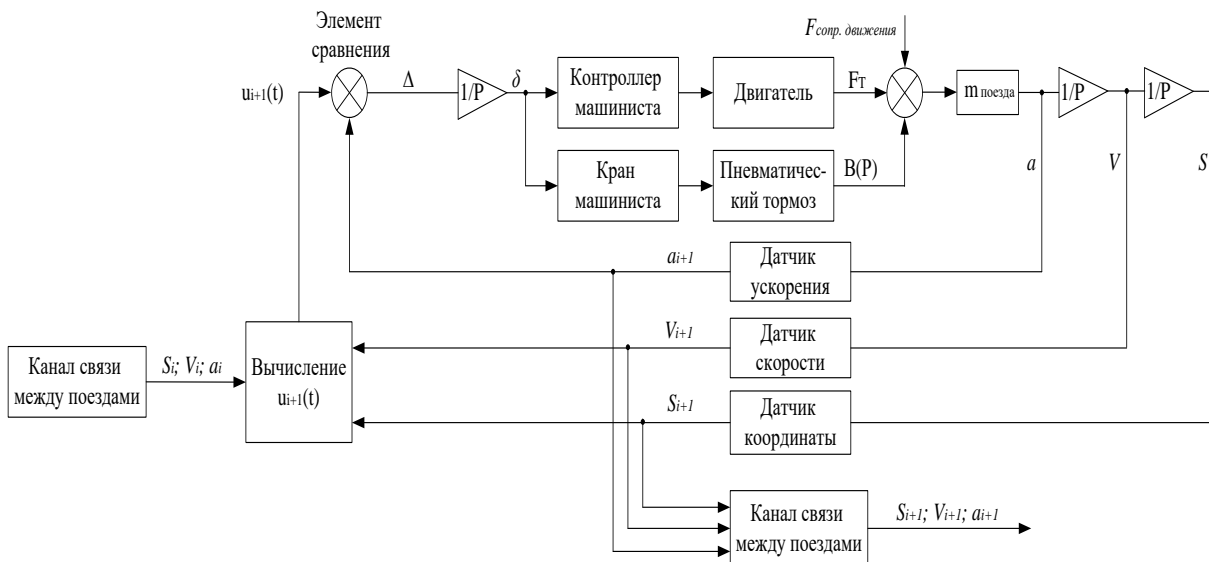 Элемент
сравнения
F сопр. движения
u i+1(t)
Δ
1/P
δ
Контроллер
машиниста
Двигатель
F T
m поезда
1/P
1/P
Кран
машиниста
Пневматичес-
кий тормоз
B(P)
a
V
S
a i+1
Датчик
ускорения
V i+1
Датчик
скорости
Канал связи
между поездами
S i; V i; a i
Вычисление
u i+1(t)
S i+1
Датчик
координаты
Канал связи
между поездами
S i+1; V i+1; a i+1